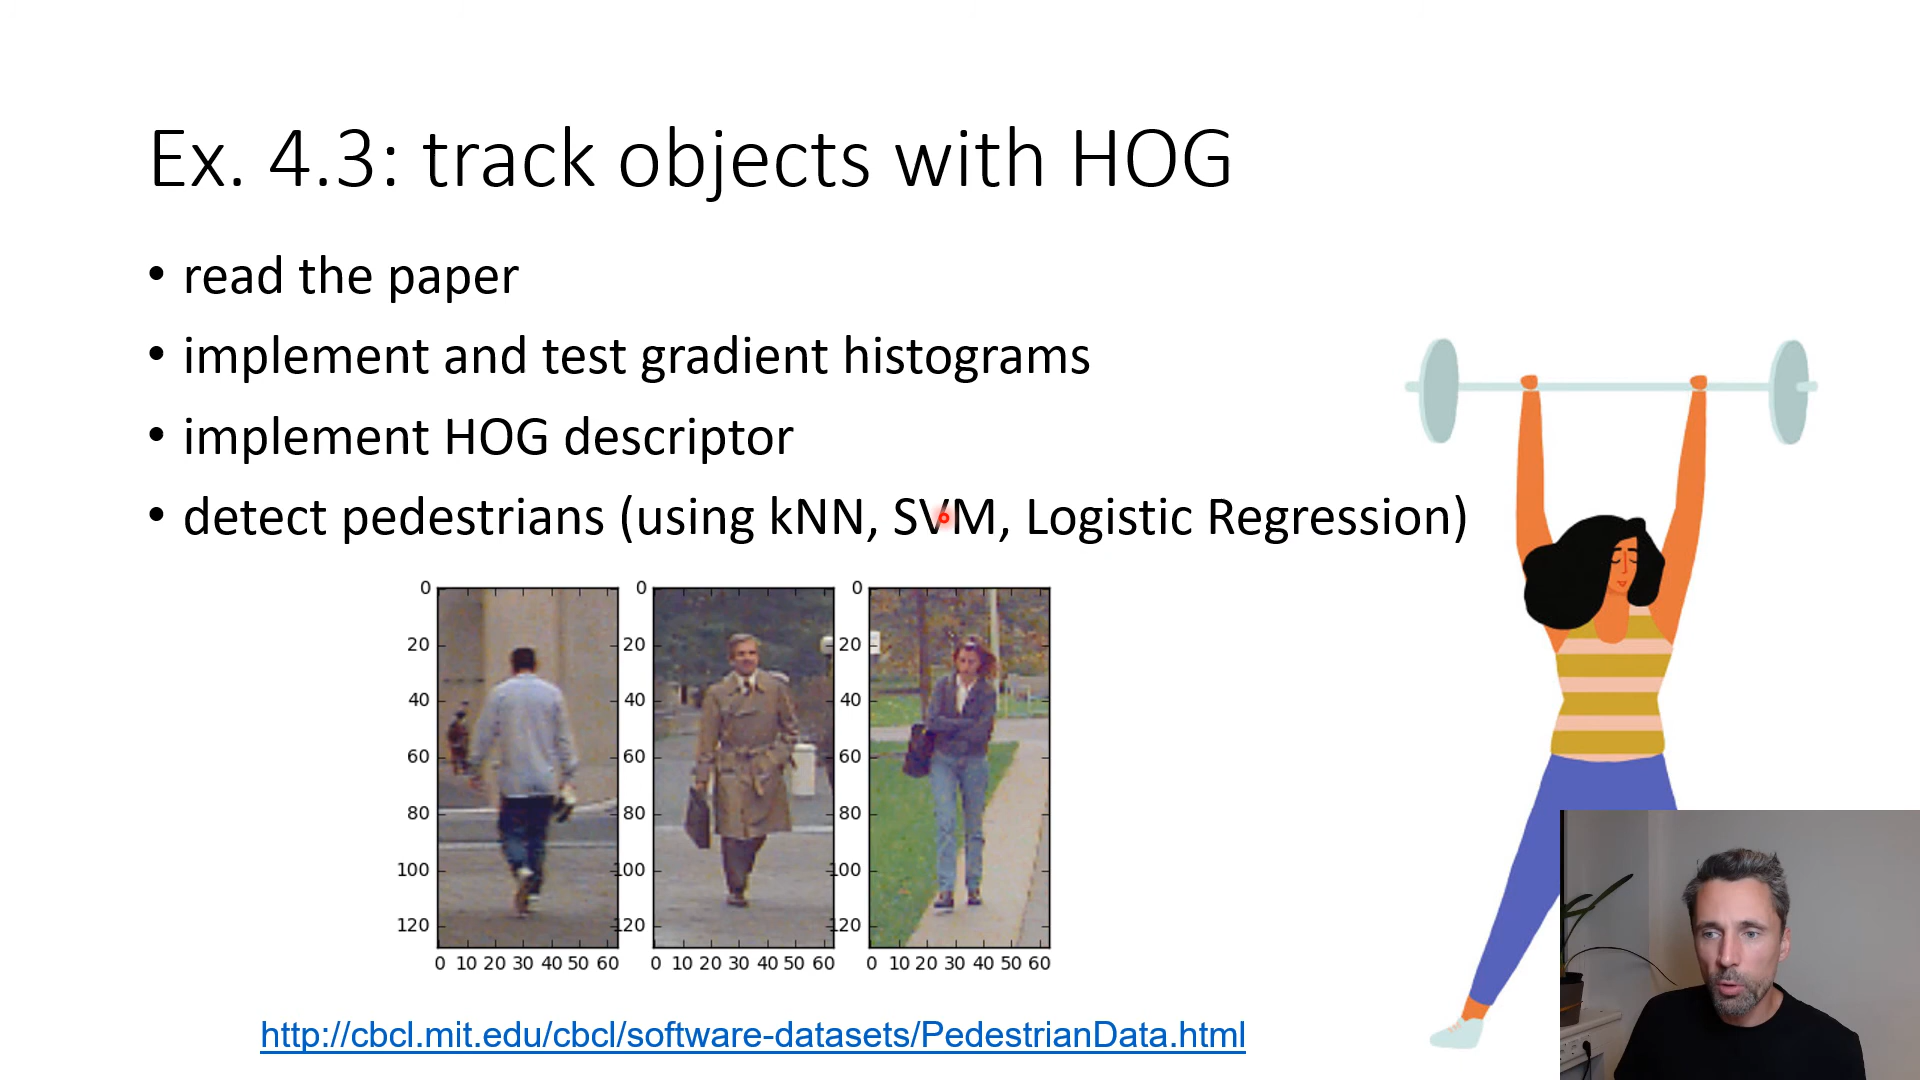 Ex. 4.3: track objects with HOG
• read the paper
• implement and test gradient histograms
• implement HOG descriptor
• detect pedestrians (using kNN, SVM, Logistic Regression)
0 0 0
20 20 20
40 40 40
60 60 60
80 80 80
100 100 100
120 120 120
0 10 20 30 40 50 60 0 10 20 30 40 50 60 0 10 20 30 40 50 60
http://cbcl.mit.edu/cbcl/software-datasets/PedestrianData.html